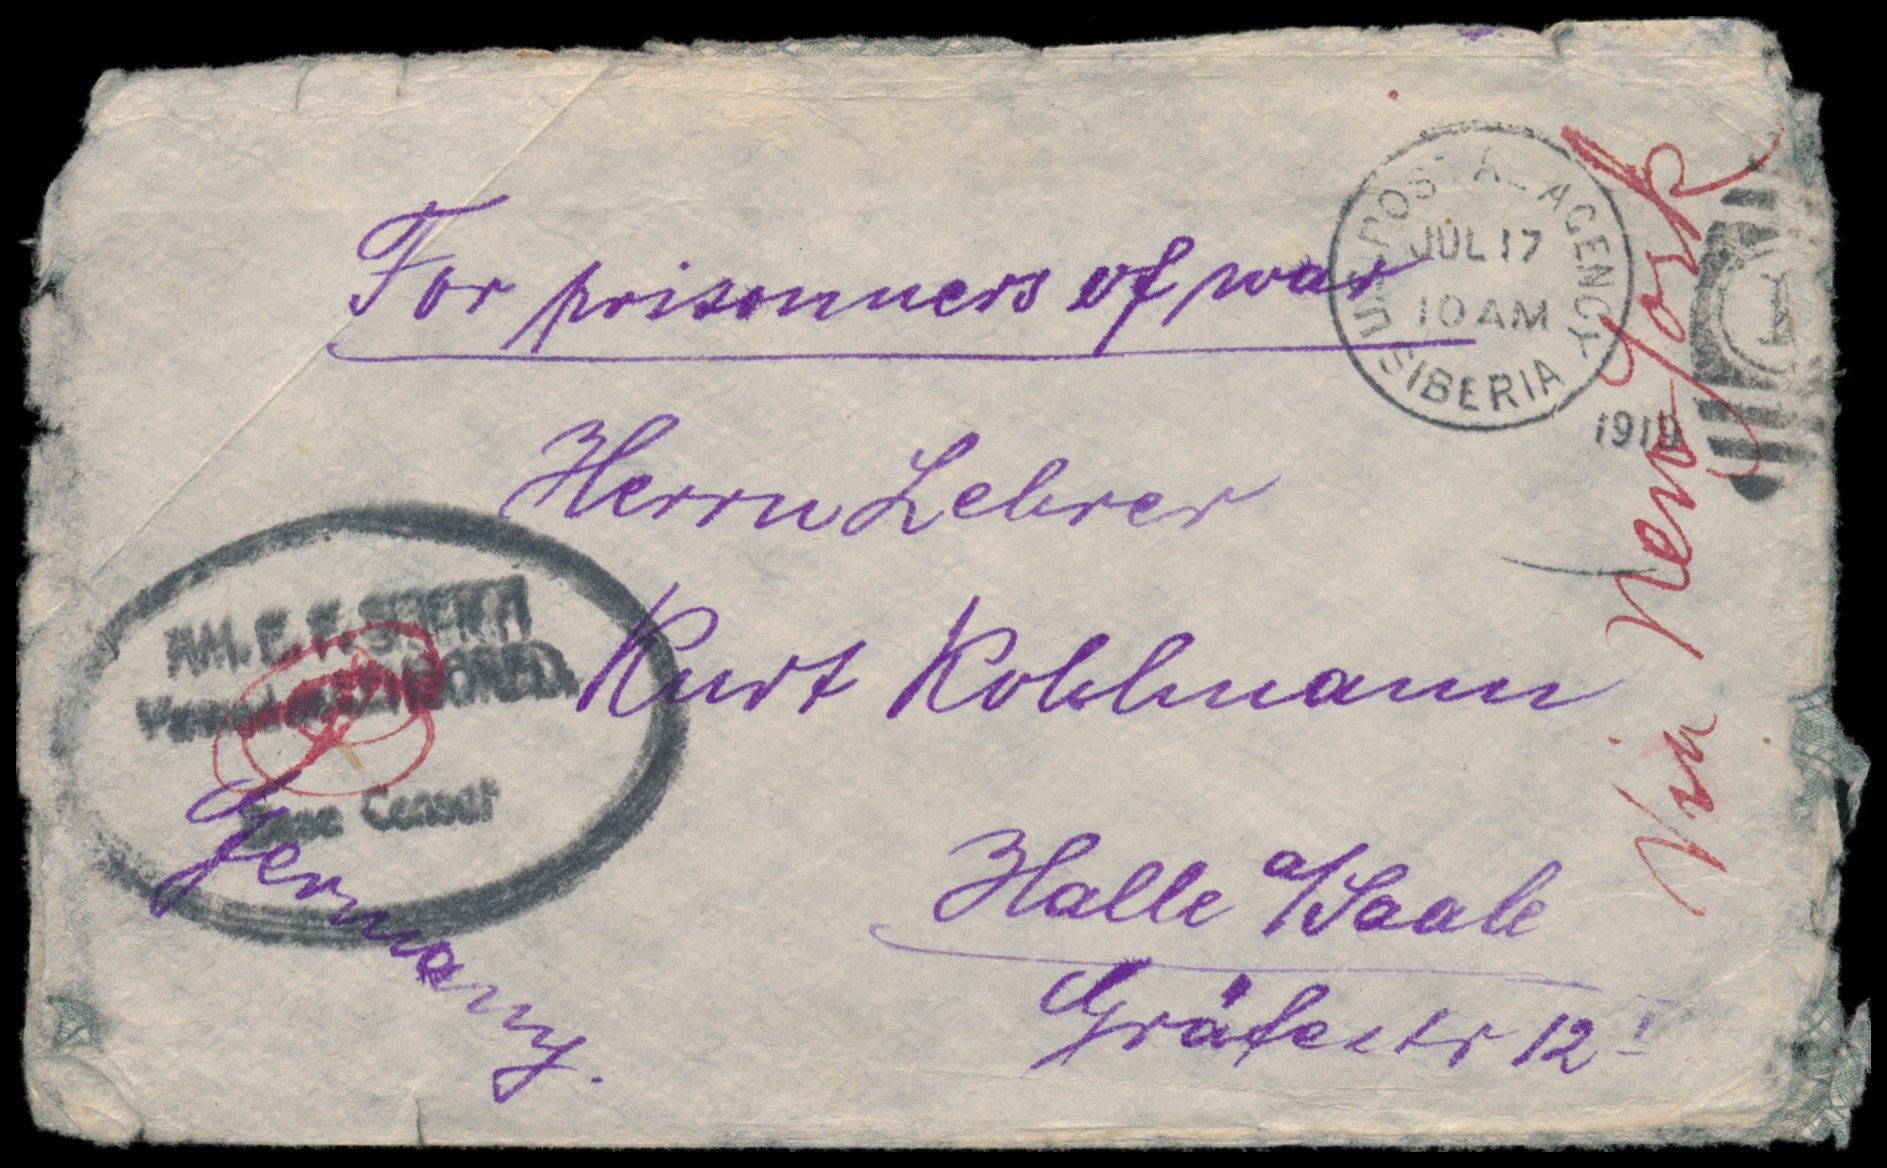 For prisonners of war
U.S. POSTAL AGENCY
JUL 17
10 AM
SIBERIA
1919
Via New-York
Herrn Lehrer
Kurt Kohlmann
AM. E. F. SIBERIA
CENSORED.
Base Censor
Germany.
Halle a/Saale
Gräfestr 12 I